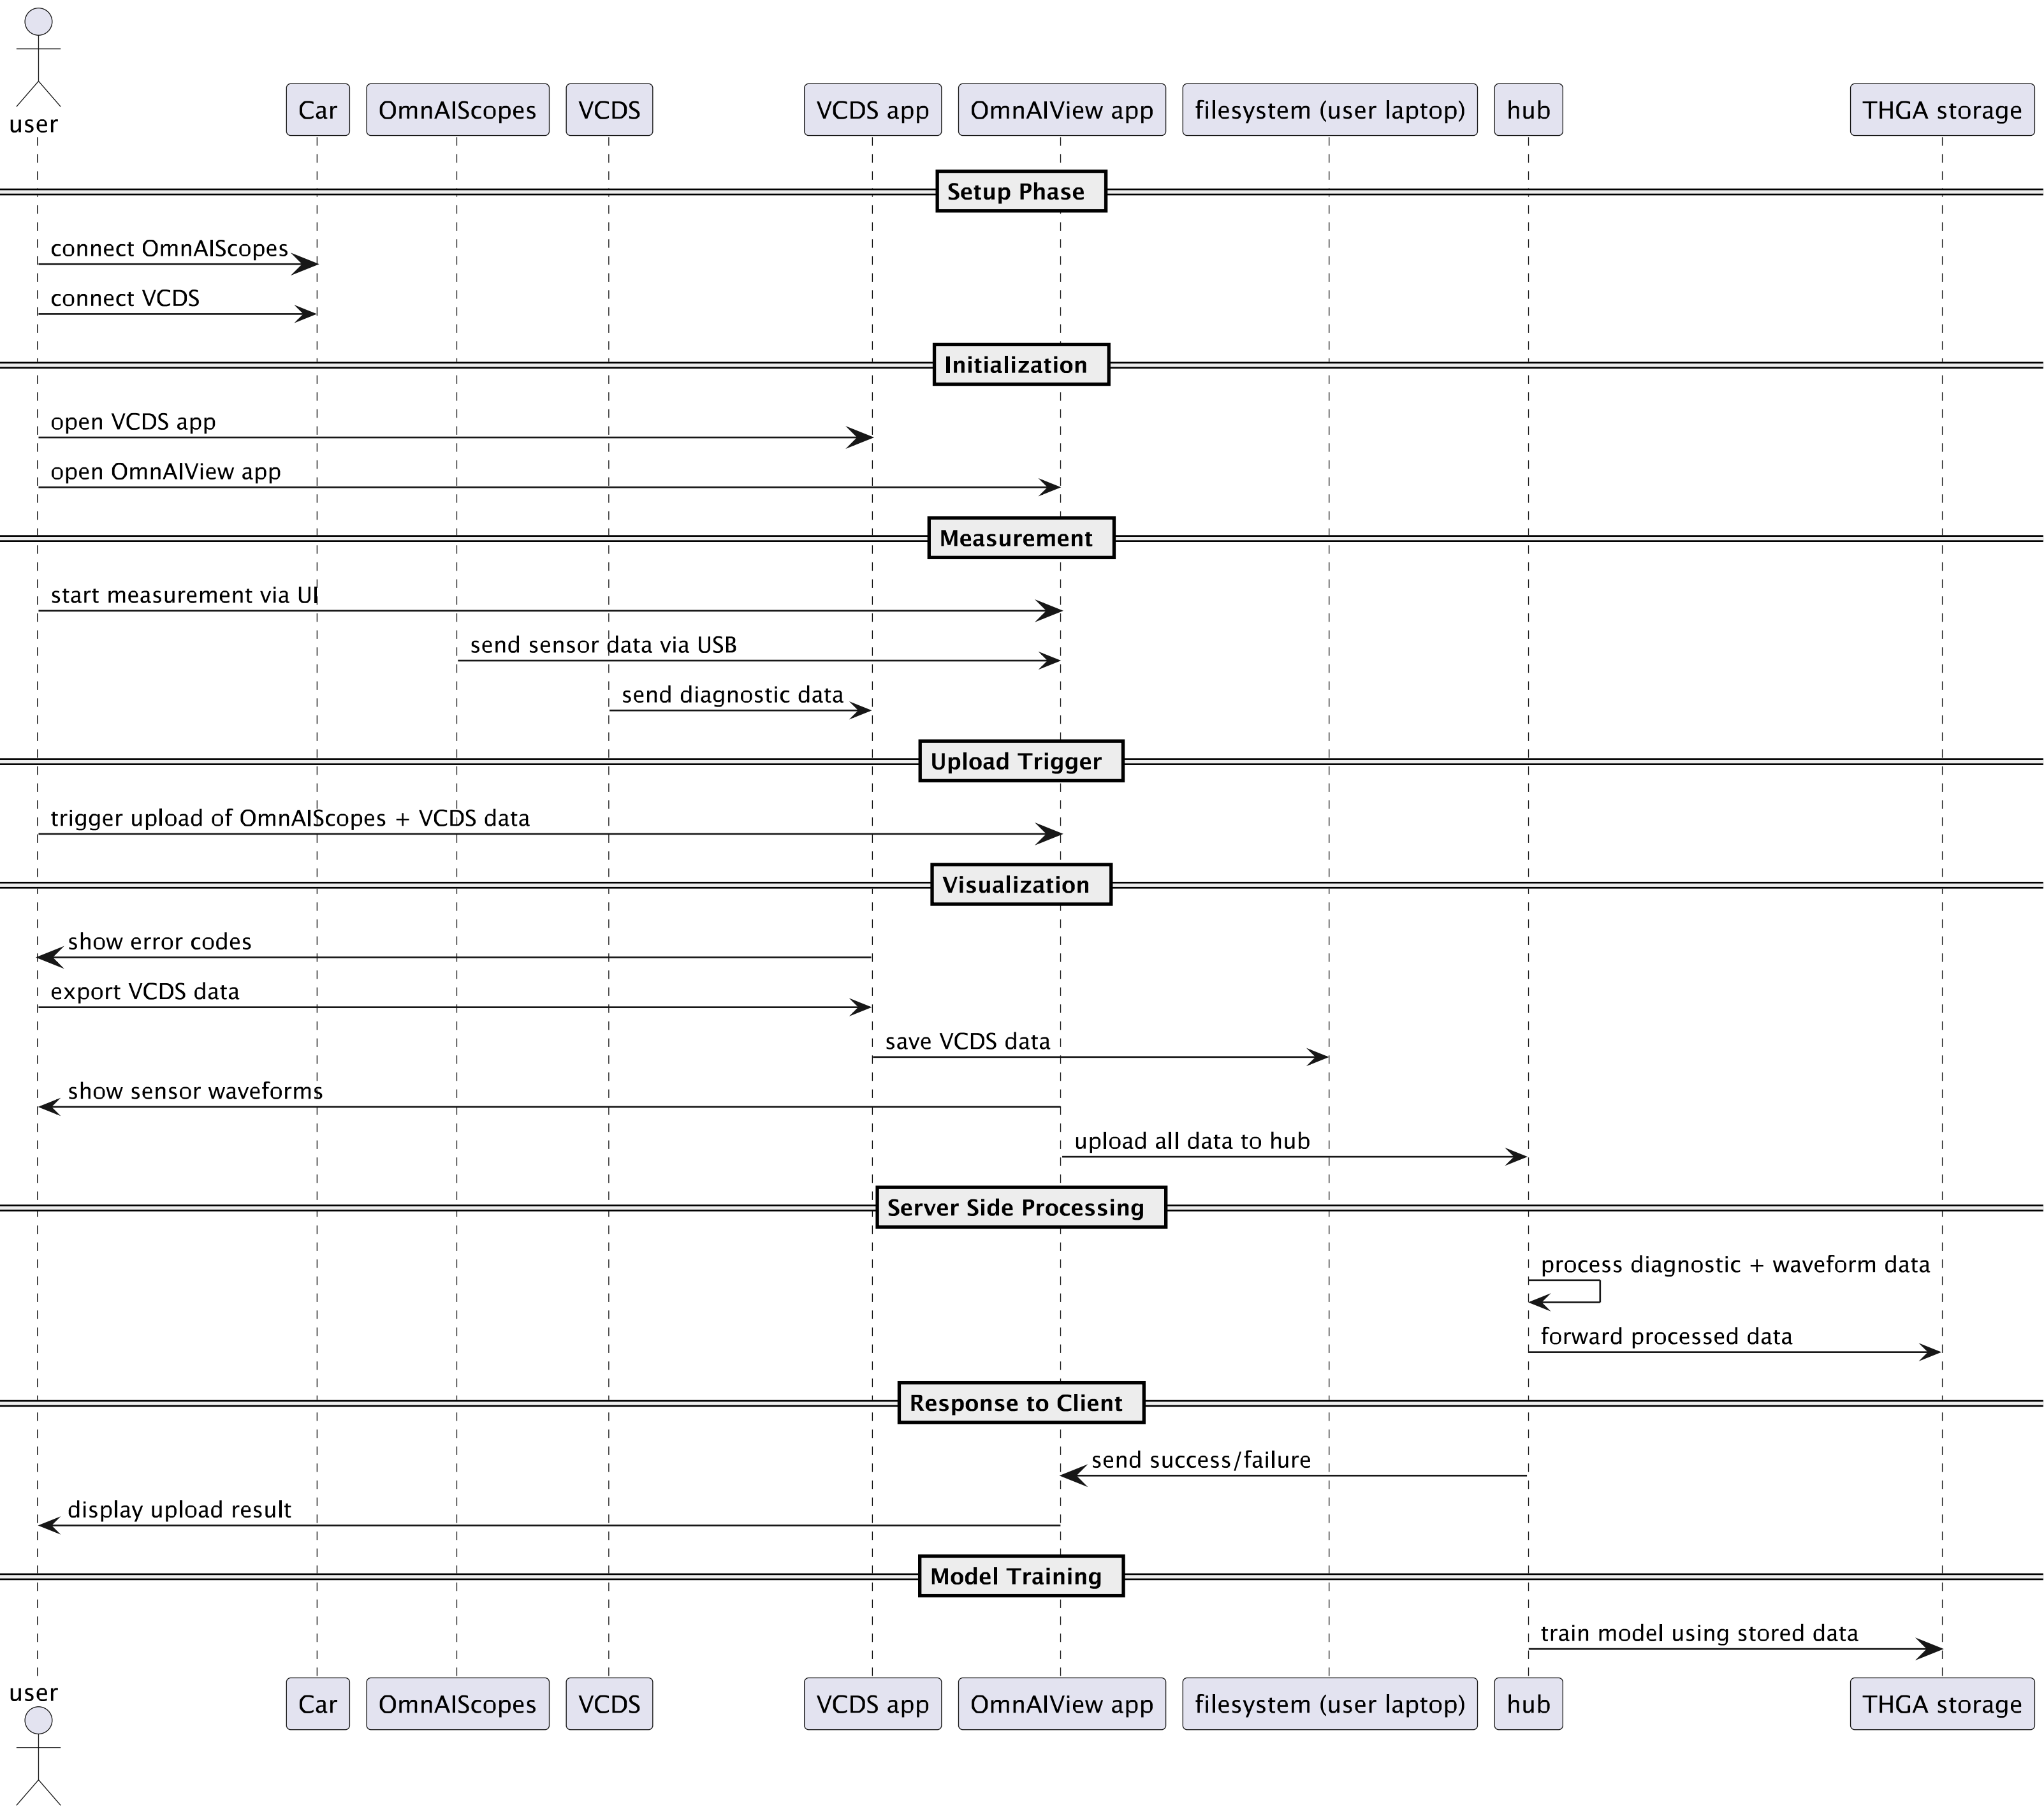 user
Car
OmnAIScopes
VCDS
VCDS app
OmnAIView app
filesystem (user laptop)
hub
THGA storage
Setup Phase
connect OmnAIScopes
connect VCDS
Initialization
open VCDS app
open OmnAIView app
Measurement
start measurement via UI
send sensor data via USB
send diagnostic data
Upload Trigger
trigger upload of OmnAIScopes + VCDS data
Visualization
show error codes
export VCDS data
save VCDS data
show sensor waveforms
upload all data to hub
Server Side Processing
process diagnostic + waveform data
forward processed data
Response to Client
send success/failure
display upload result
Model Training
train model using stored data
user
Car
OmnAIScopes
VCDS
VCDS app
OmnAIView app
filesystem (user laptop)
hub
THGA storage